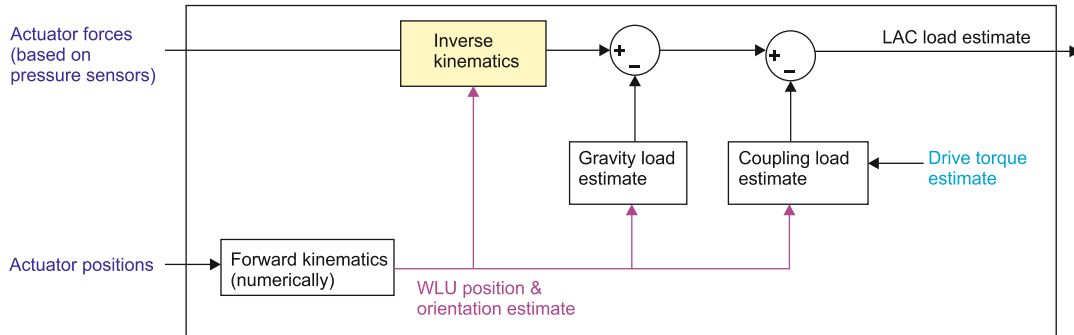 Actuator forces
(based on
pressure sensors)
Inverse
kinematics
+
−
+
−
LAC load estimate
Gravity load
estimate
Coupling load
estimate
Drive torque
estimate
Actuator positions
Forward kinematics
(numerically)
WLU position &
orientation estimate